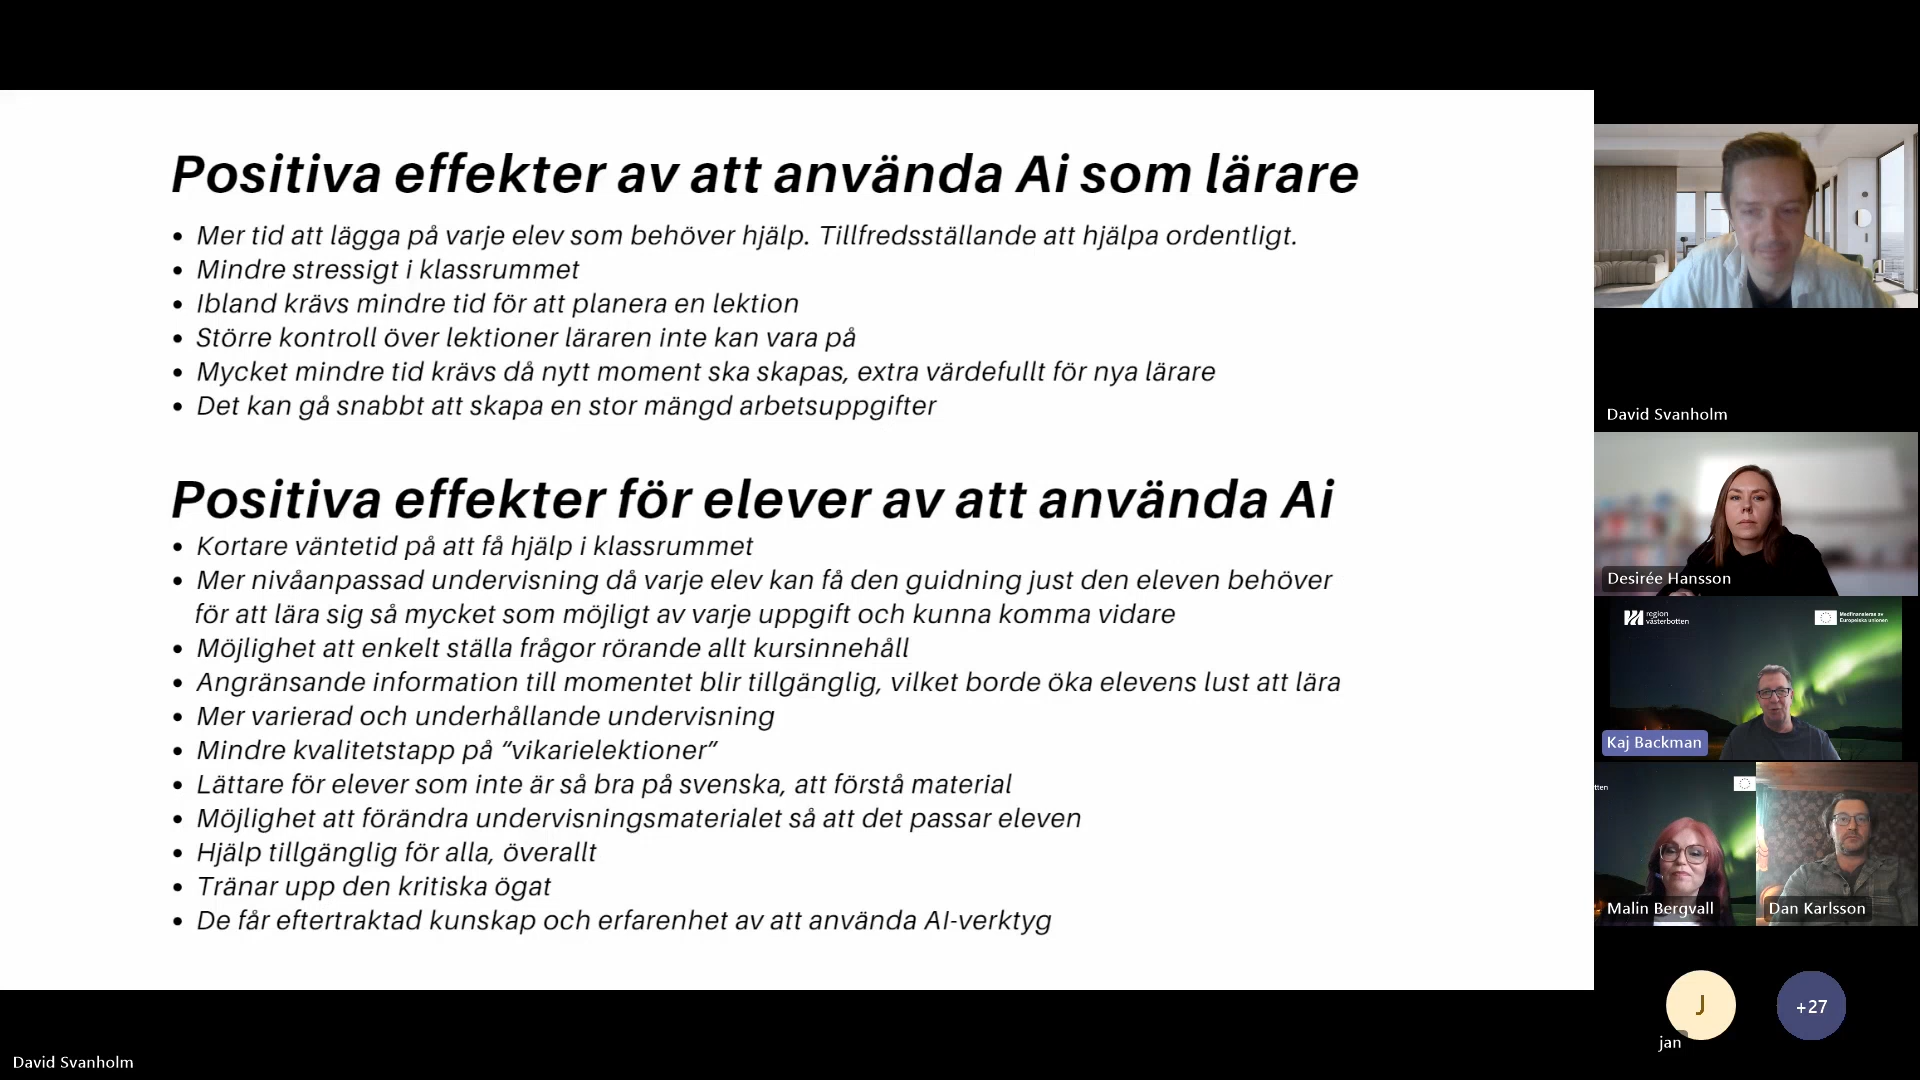 Positiva effekter av att använda Ai som lärare
Mer tid att lägga på varje elev som behöver hjälp. Tillfredsställande att hjälpa ordentligt.
Mindre stressigt i klassrummet
Ibland krävs mindre tid för att planera en lektion
Större kontroll över lektioner läraren inte kan vara på
Mycket mindre tid krävs då nytt moment ska skapas, extra värdefullt för nya lärare
Det kan gå snabbt att skapa en stor mängd arbetsuppgifter
Positiva effekter för elever av att använda Ai
Kortare väntetid på att få hjälp i klassrummet
Mer nivåanpassad undervisning då varje elev kan få den guidning just den eleven behöver
för att lära sig så mycket som möjligt av varje uppgift och kunna komma vidare
Möjlighet att enkelt ställa frågor rörande allt kursinnehåll
Angränsande information till momentet blir tillgänglig, vilket borde öka elevens lust att lära
Mer varierad och underhållande undervisning
Mindre kvalitetstapp på “vikarielektioner”
Lättare för elever som inte är så bra på svenska, att förstå material
Möjlighet att förändra undervisningsmaterialet så att det passar eleven
Hjälp tillgänglig för alla, överallt
Tränar upp den kritiska ögat
De får eftertraktad kunskap och erfarenhet av att använda AI-verktyg
David Svanholm
David Svanholm
Desirée Hansson
region
västerbotten
Medfinansieras av
Europeiska unionen
Kaj Backman
tten
Malin Bergvall
Dan Karlsson
J
jan
+27